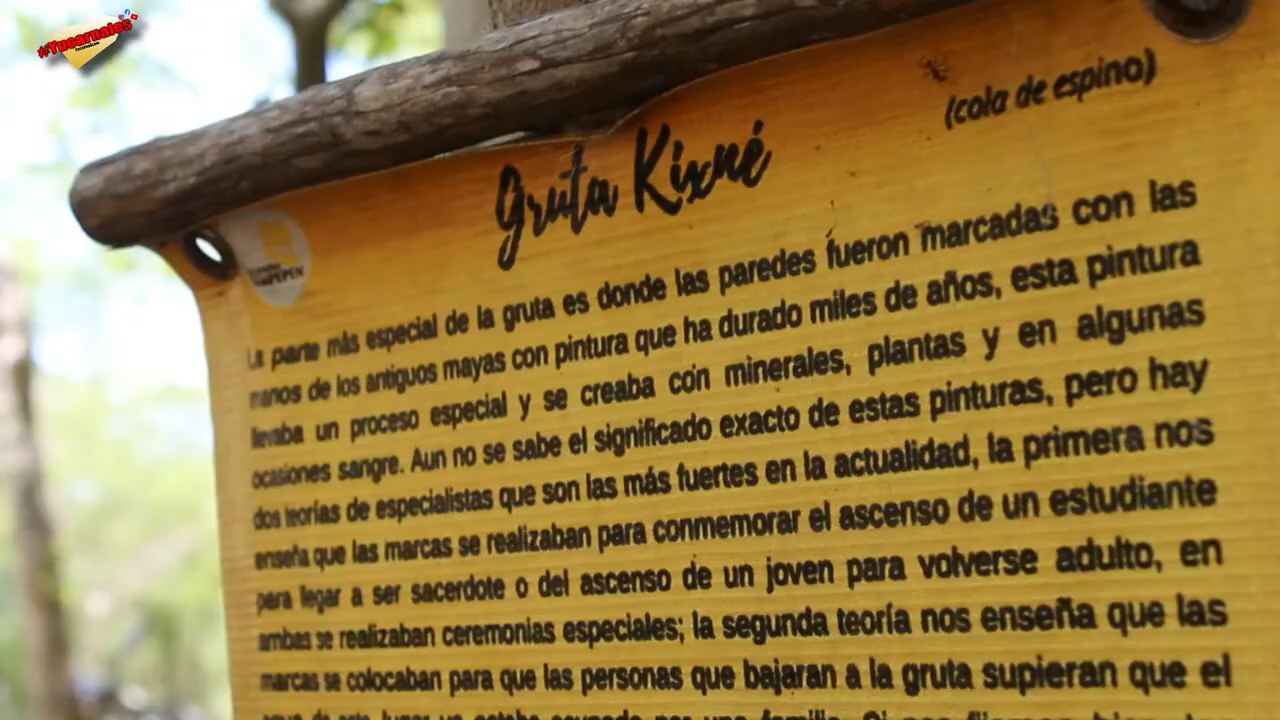 #Yucarnales
(cola de espino)
Gruta Kixné
La parte más especial de la gruta es donde las paredes fueron marcadas con las
manos de los antiguos mayas con pintura que ha durado miles de años, esta pintura
llevaba un proceso especial y se creaba con minerales, plantas y en algunas
ocasiones sangre. Aun no se sabe el significado exacto de estas pinturas, pero hay
dos teorías de especialistas que son las más fuertes en la actualidad, la primera nos
enseña que las marcas se realizaban para conmemorar el ascenso de un estudiante
para llegar a ser sacerdote o del ascenso de un joven para volverse adulto, en
ambas se realizaban ceremonias especiales; la segunda teoría nos enseña que las
marcas se colocaban para que las personas que bajaran a la gruta supieran que el